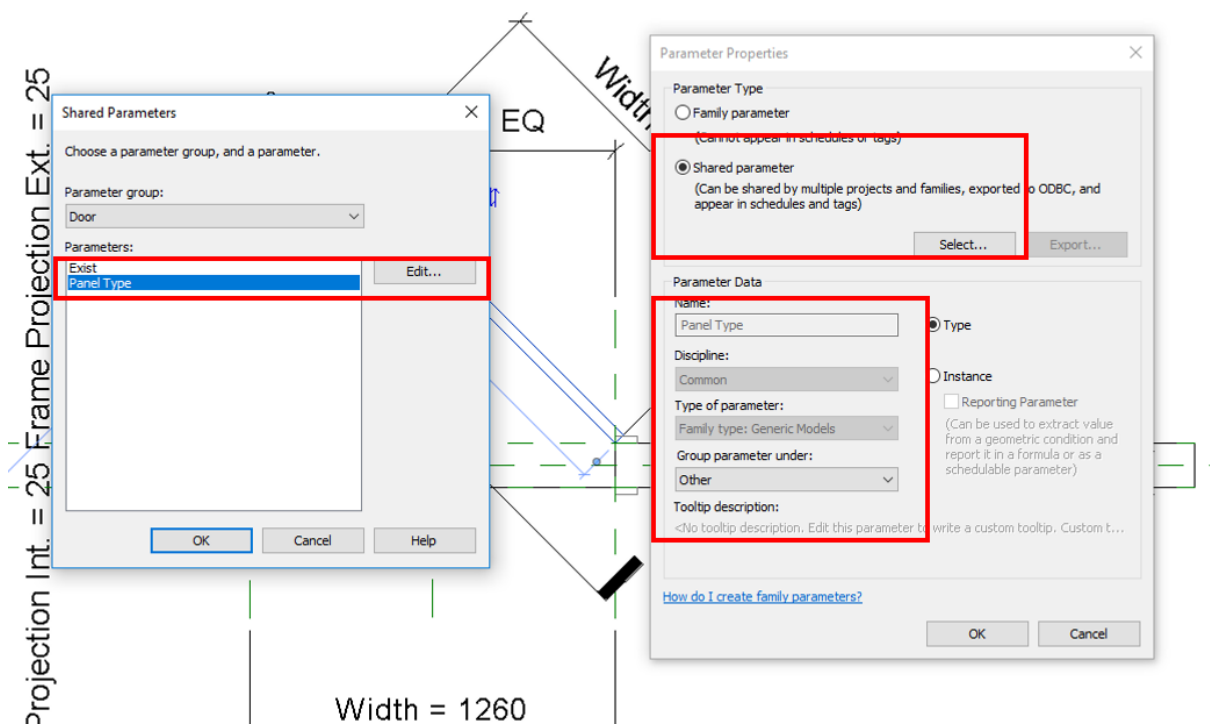 Projection Int. = 25 Frame Projection Ext. = 25
EQ
Width
Width = 1260
Shared Parameters
Choose a parameter group, and a parameter.
Parameter group:
Door
Parameters:
Exist
Panel Type
Edit...
OK
Cancel
Help
Parameter Properties
Parameter Type
Family parameter
(Cannot appear in schedules or tags)
Shared parameter
(Can be shared by multiple projects and families, exported to ODBC, and
appear in schedules and tags)
Select...
Export...
Parameter Data
Name:
Panel Type
Type
Discipline:
Common
Instance
Reporting Parameter
(Can be used to extract value
from a geometric condition and
report it in a formula or as a
schedulable parameter)
Type of parameter:
Family type: Generic Models
Group parameter under:
Other
Tooltip description:
<No tooltip description. Edit this parameter to write a custom tooltip. Custom t...
How do I create family parameters?
OK
Cancel